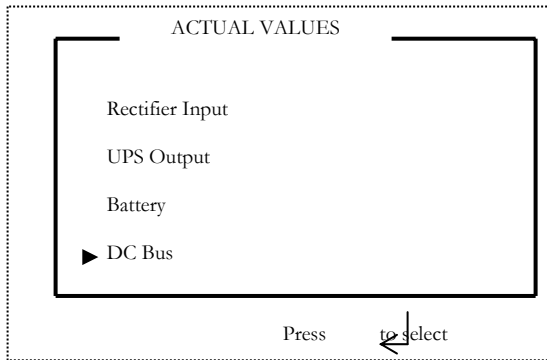 ACTUAL VALUES
Rectifier Input
UPS Output
Battery
DC Bus
Press to select